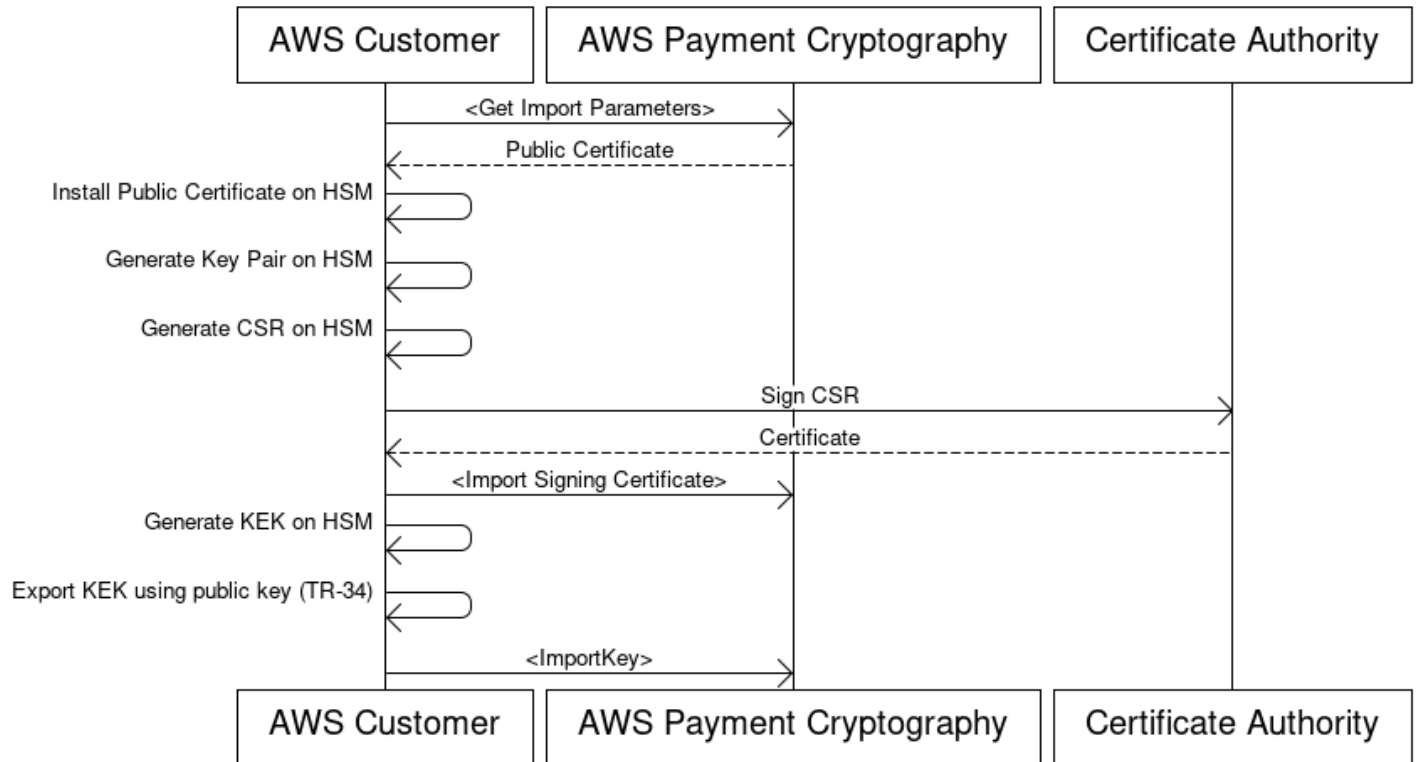 AWS Customer
AWS Payment Cryptography
Certificate Authority
<Get Import Parameters>
Public Certificate
Install Public Certificate on HSM
Generate Key Pair on HSM
Generate CSR on HSM
Sign CSR
Certificate
<Import Signing Certificate>
Generate KEK on HSM
Export KEK using public key (TR-34)
<ImportKey>
AWS Customer
AWS Payment Cryptography
Certificate Authority